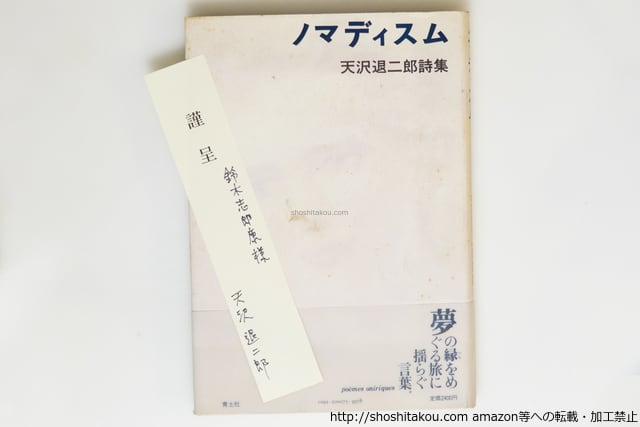 ノマディスム
天沢退二郎詩集
謹呈
鈴木志郎康様
天沢退二郎
shoshitakou.com
夢の縁をめ
ぐる旅に
揺らぐ
言葉。
poèmes oniriques
定価2400円
青土社
http://shoshitakou.com amazon等への転載・加工禁止